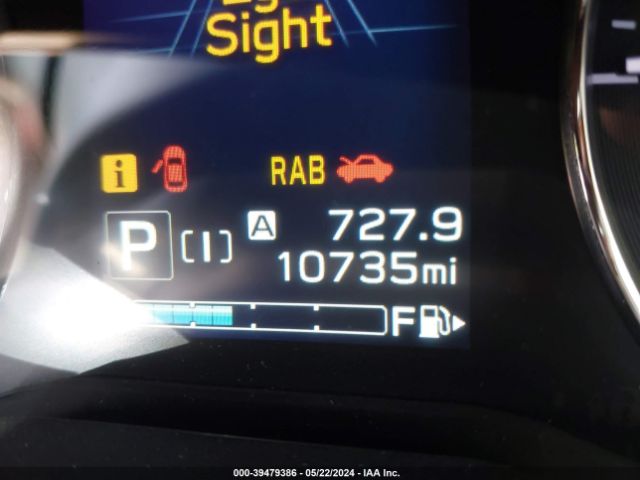 Sight
i RAB
P [I] A 727.9
10735mi
F
000-39479386 - 05/22/2024 - IAA Inc.